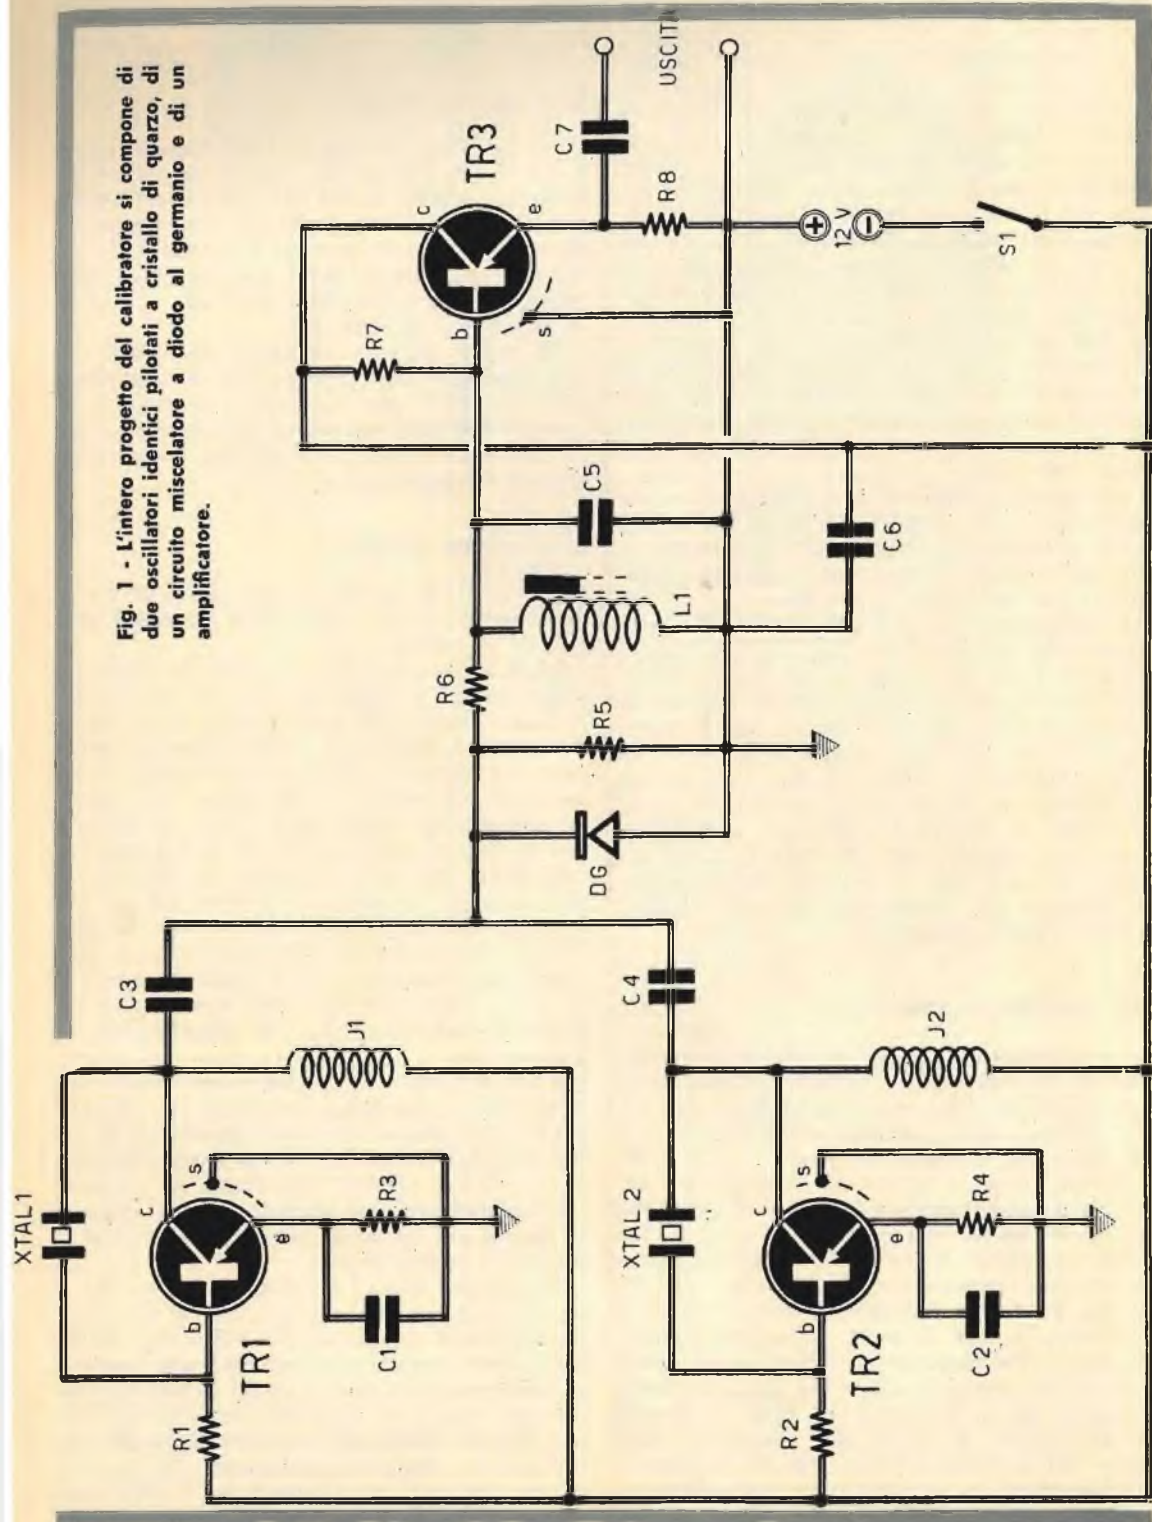 Fig. 1 - L'intero progetto del calibratore si compone di
due oscillatori identici pilotati a cristallo di quarzo, di
un circuito miscelatore a diodo al germanio e di un
amplificatore.
XTAL1
c
s
b
e
TR1
R1
R3
C1
J1
C3
XTAL 2
c
s
b
e
TR2
R2
R4
C2
J2
C4
DG
R5
R6
L1
C5
C6
R7
b
c
e
s
TR3
C7
R8
USCITA
+
12 V
−
S1